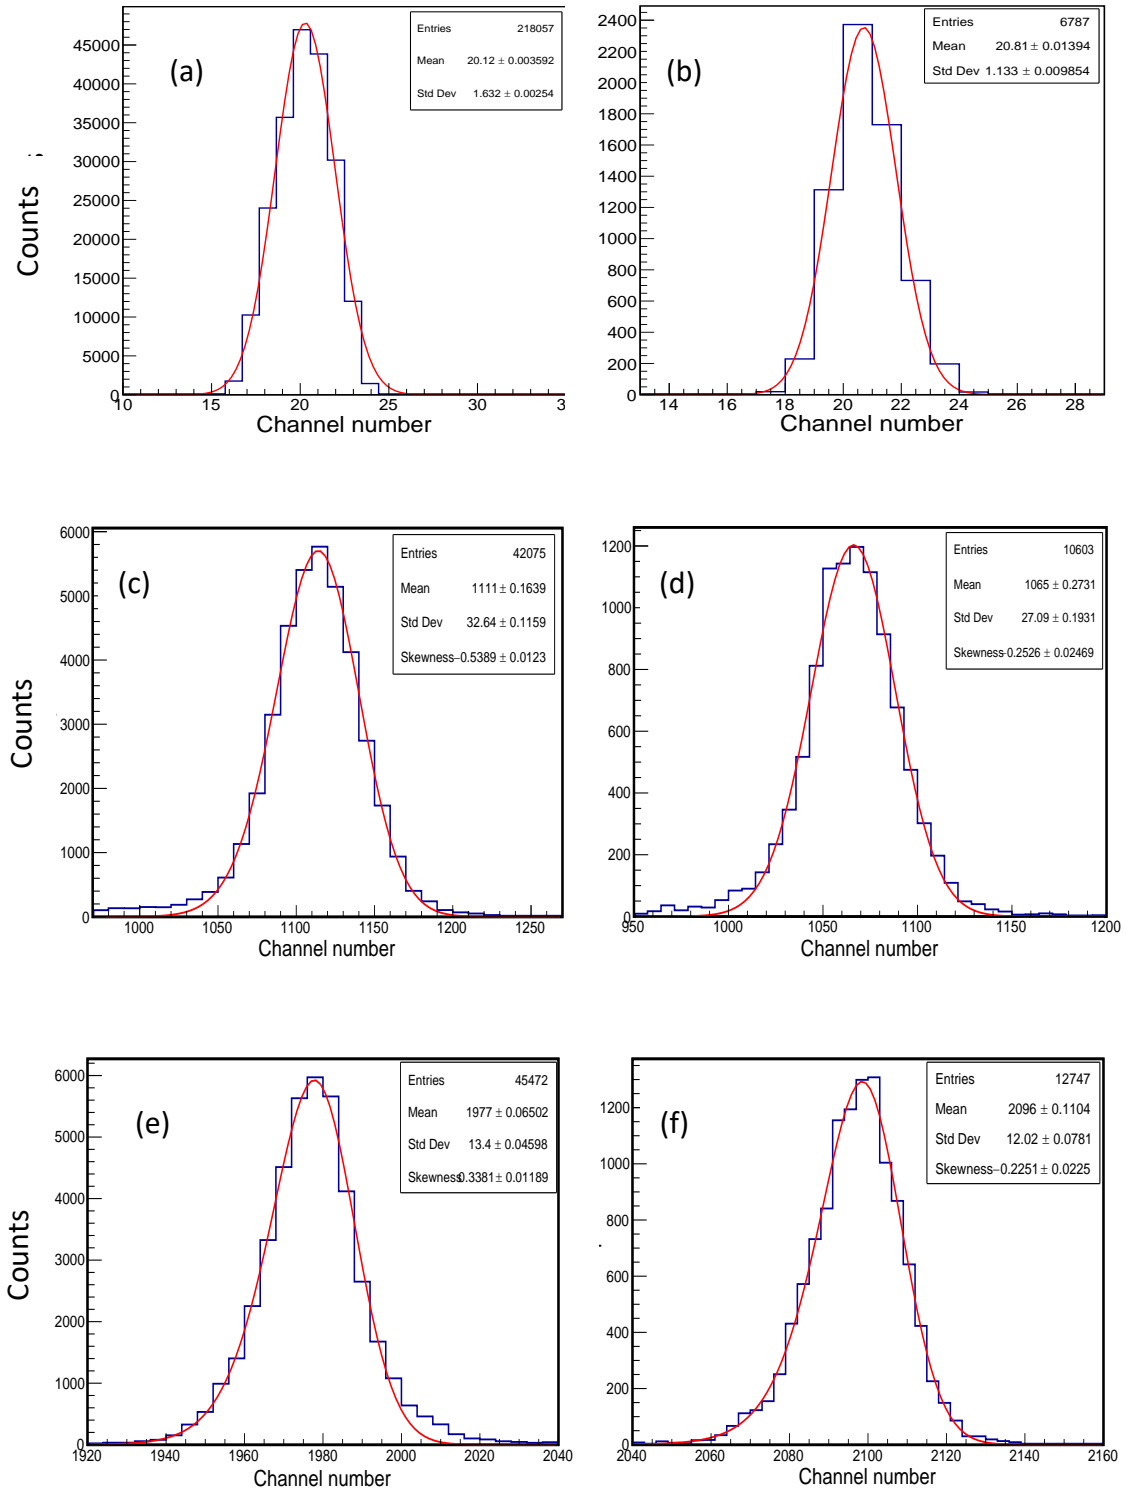 (a)
Entries 218057
Mean 20.12 ± 0.003592
Std Dev 1.632 ± 0.00254
45000
40000
35000
30000
25000
20000
15000
10000
5000
0
10 15 20 25 30 3
Channel number
Counts
(b)
Entries 6787
Mean 20.81 ± 0.01394
Std Dev 1.133 ± 0.009854
2400
2200
2000
1800
1600
1400
1200
1000
800
600
400
200
0
14 16 18 20 22 24 26 28
Channel number
(c)
Entries 42075
Mean 1111 ± 0.1639
Std Dev 32.64 ± 0.1159
Skewness−0.5389 ± 0.0123
6000
5000
4000
3000
2000
1000
0
1000 1050 1100 1150 1200 1250
Channel number
Counts
(d)
Entries 10603
Mean 1065 ± 0.2731
Std Dev 27.09 ± 0.1931
Skewness-0.2526 ± 0.02469
1200
1000
800
600
400
200
0
950 1000 1050 1100 1150 1200
Channel number
(e)
Entries 45472
Mean 1977 ± 0.06502
Std Dev 13.4 ± 0.04598
Skewness0.3381 ± 0.01189
6000
5000
4000
3000
2000
1000
0
1920 1940 1960 1980 2000 2020 2040
Channel number
Counts
(f)
Entries 12747
Mean 2096 ± 0.1104
Std Dev 12.02 ± 0.0781
Skewness−0.2251 ± 0.0225
1200
1000
800
600
400
200
0
2040 2060 2080 2100 2120 2140 2160
Channel number